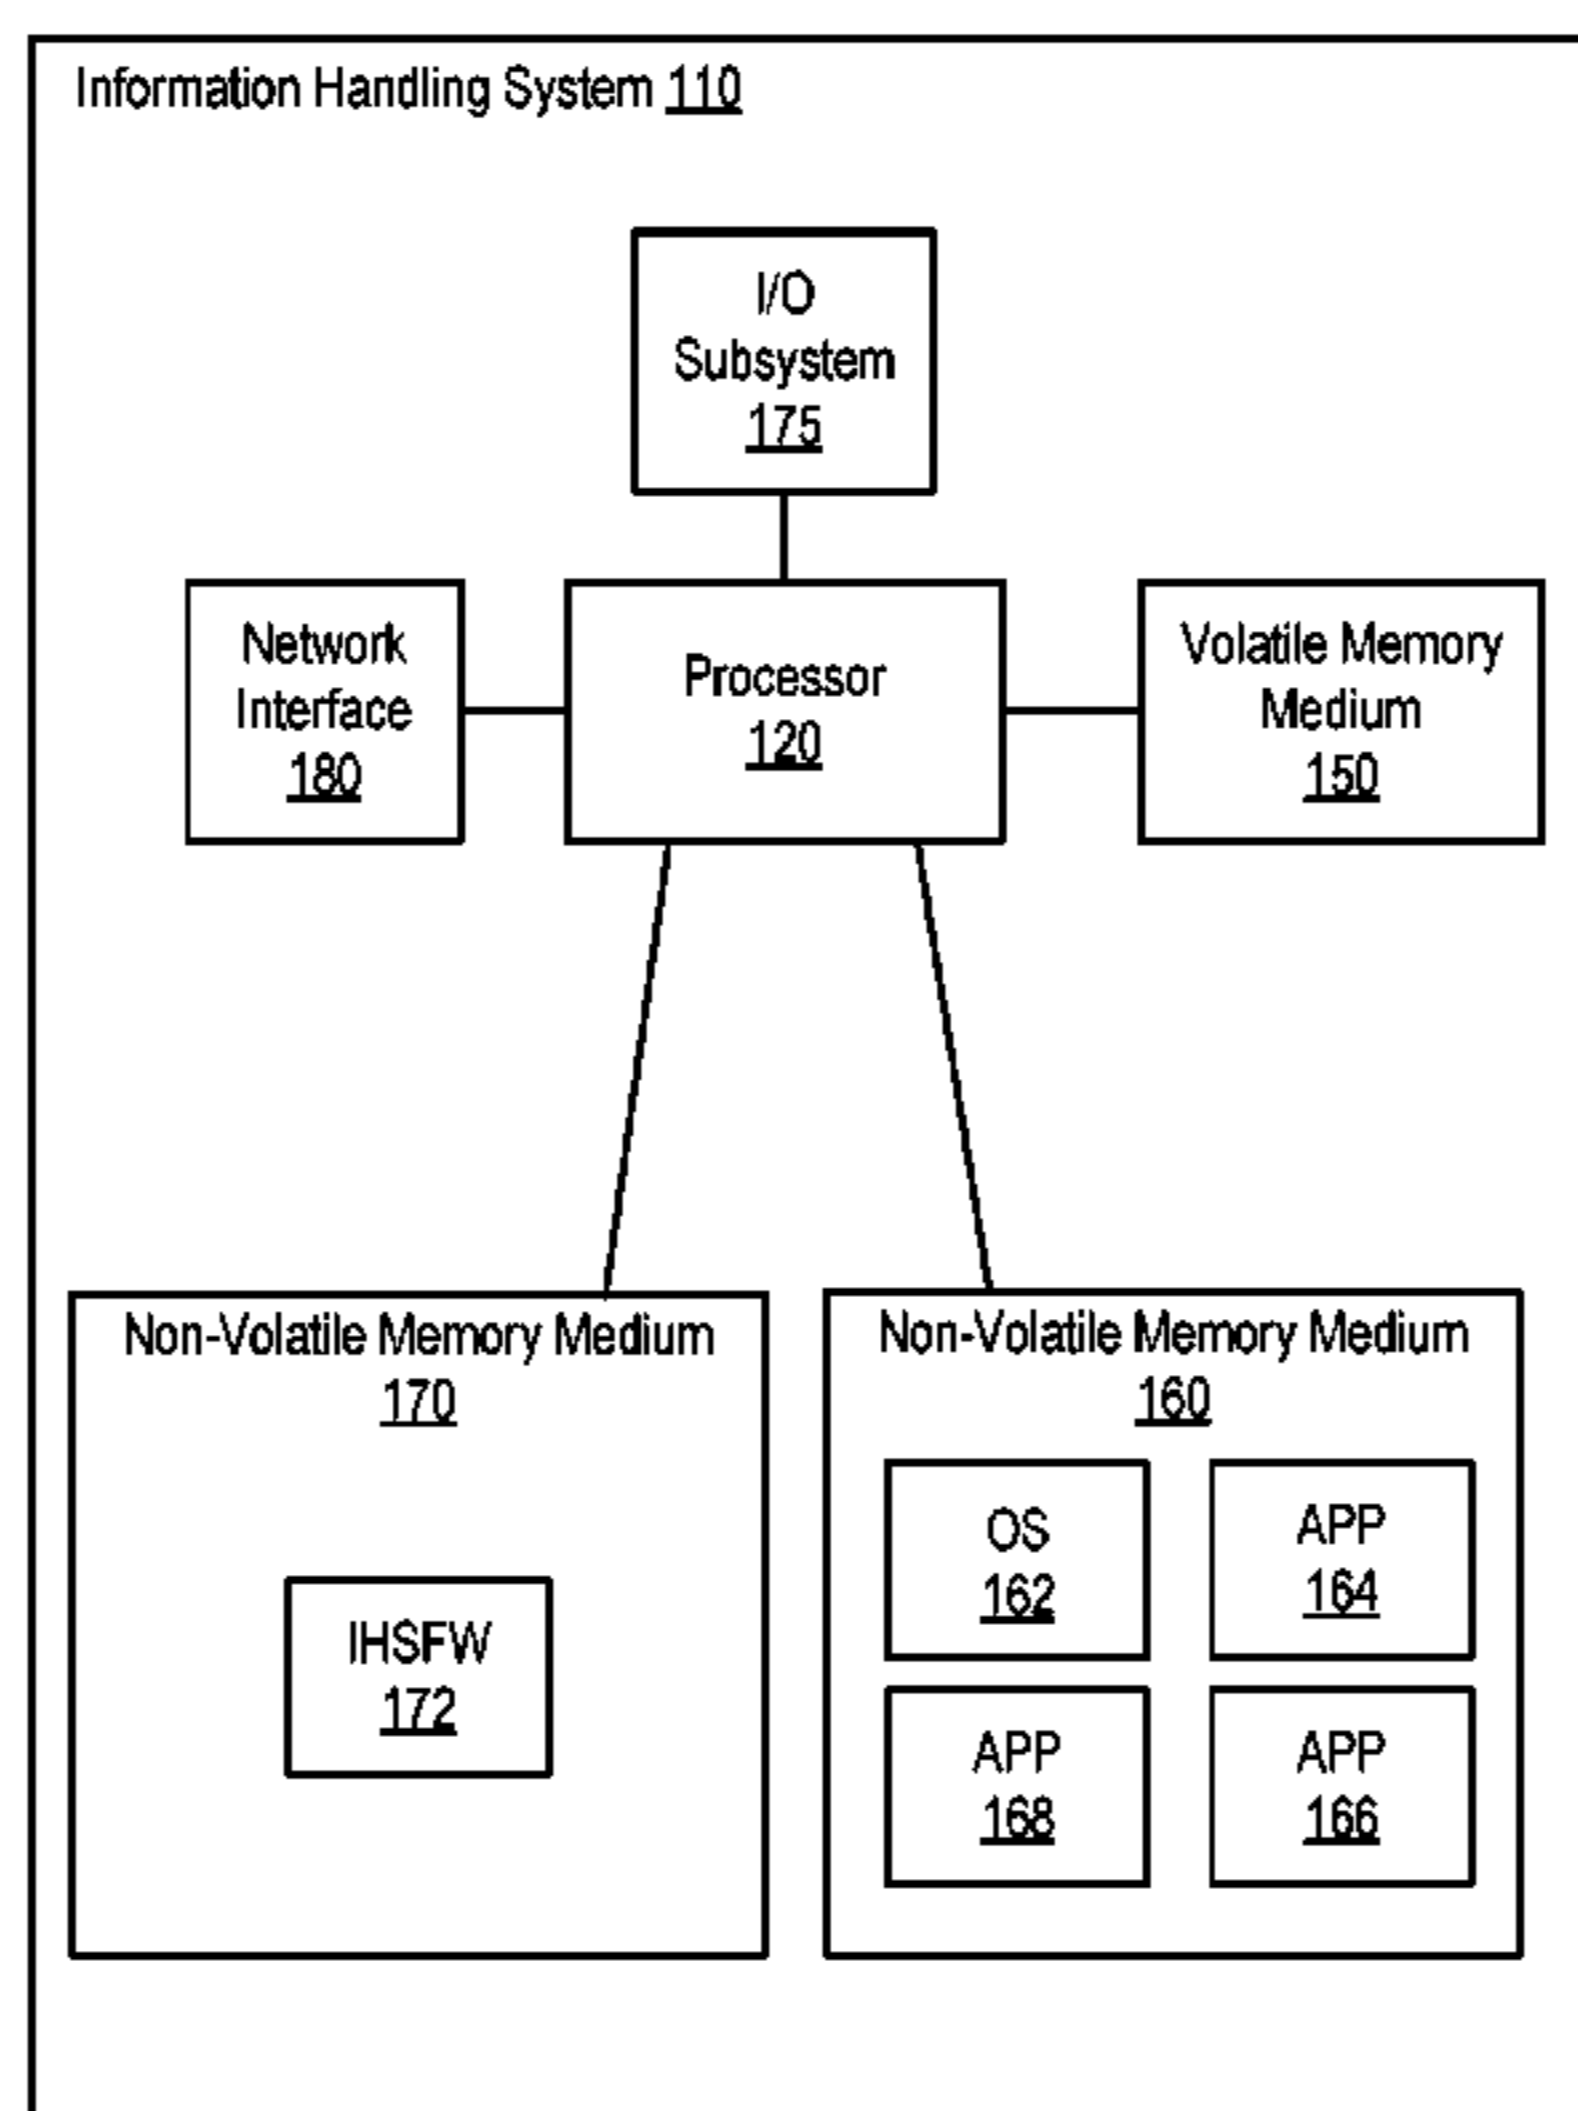 Information Handling System 110
I/O
Subsystem
175
Network
Interface
180
Processor
120
Volatile Memory
Medium
150
Non-Volatile Memory Medium
170
IHSFW
172
Non-Volatile Memory Medium
160
OS
162
APP
164
APP
168
APP
166